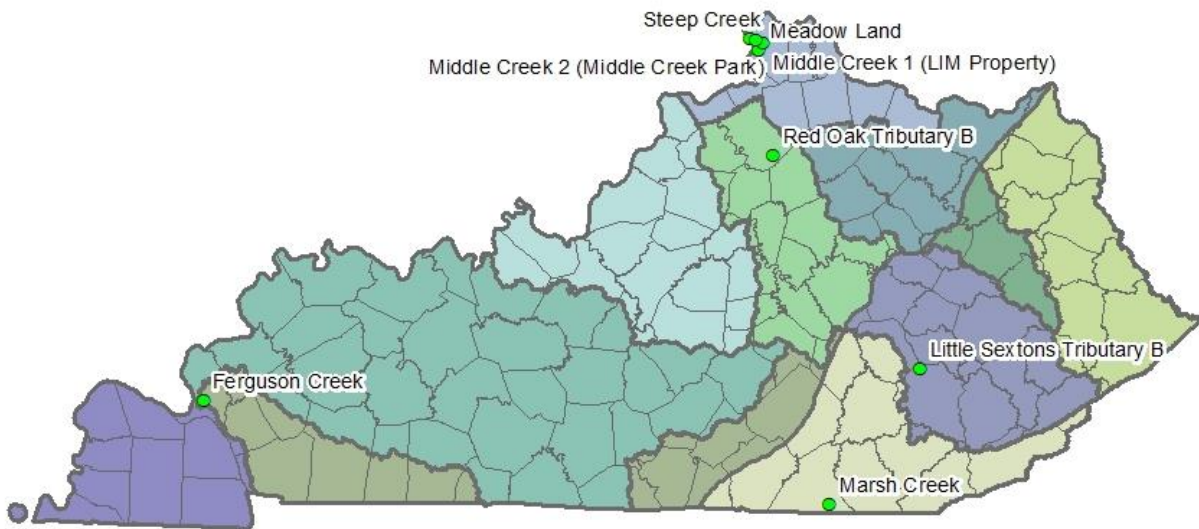 Steep Creek
Meadow Land
Middle Creek 2 (Middle Creek Park)
Middle Creek 1 (LIM Property)
Red Oak Tributary B
Little Sextons Tributary B
Ferguson Creek
Marsh Creek